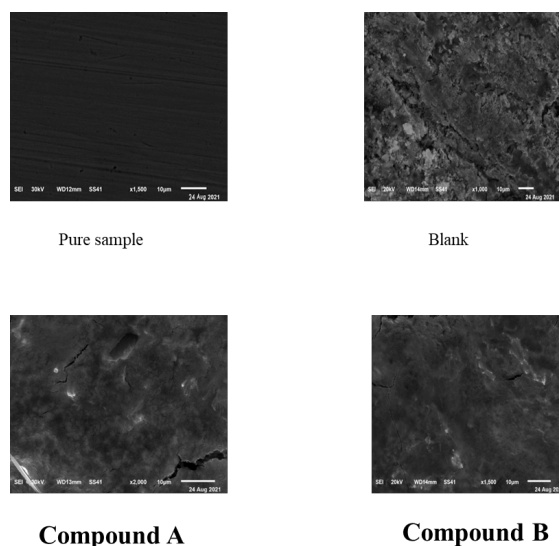 SEI 30kV WD12mm SS41 x1,500 10µm
24 Aug 2021
SEI 20kV WD14mm SS41 x1,000 10µm
24 Aug 2021
Pure sample
Blank
SEI 30kV WD13mm SS41 x2,000 10µm
24 Aug 2021
SEI 20kV WD14mm SS41 x1,500 10µm
24 Aug 20
Compound A
Compound B